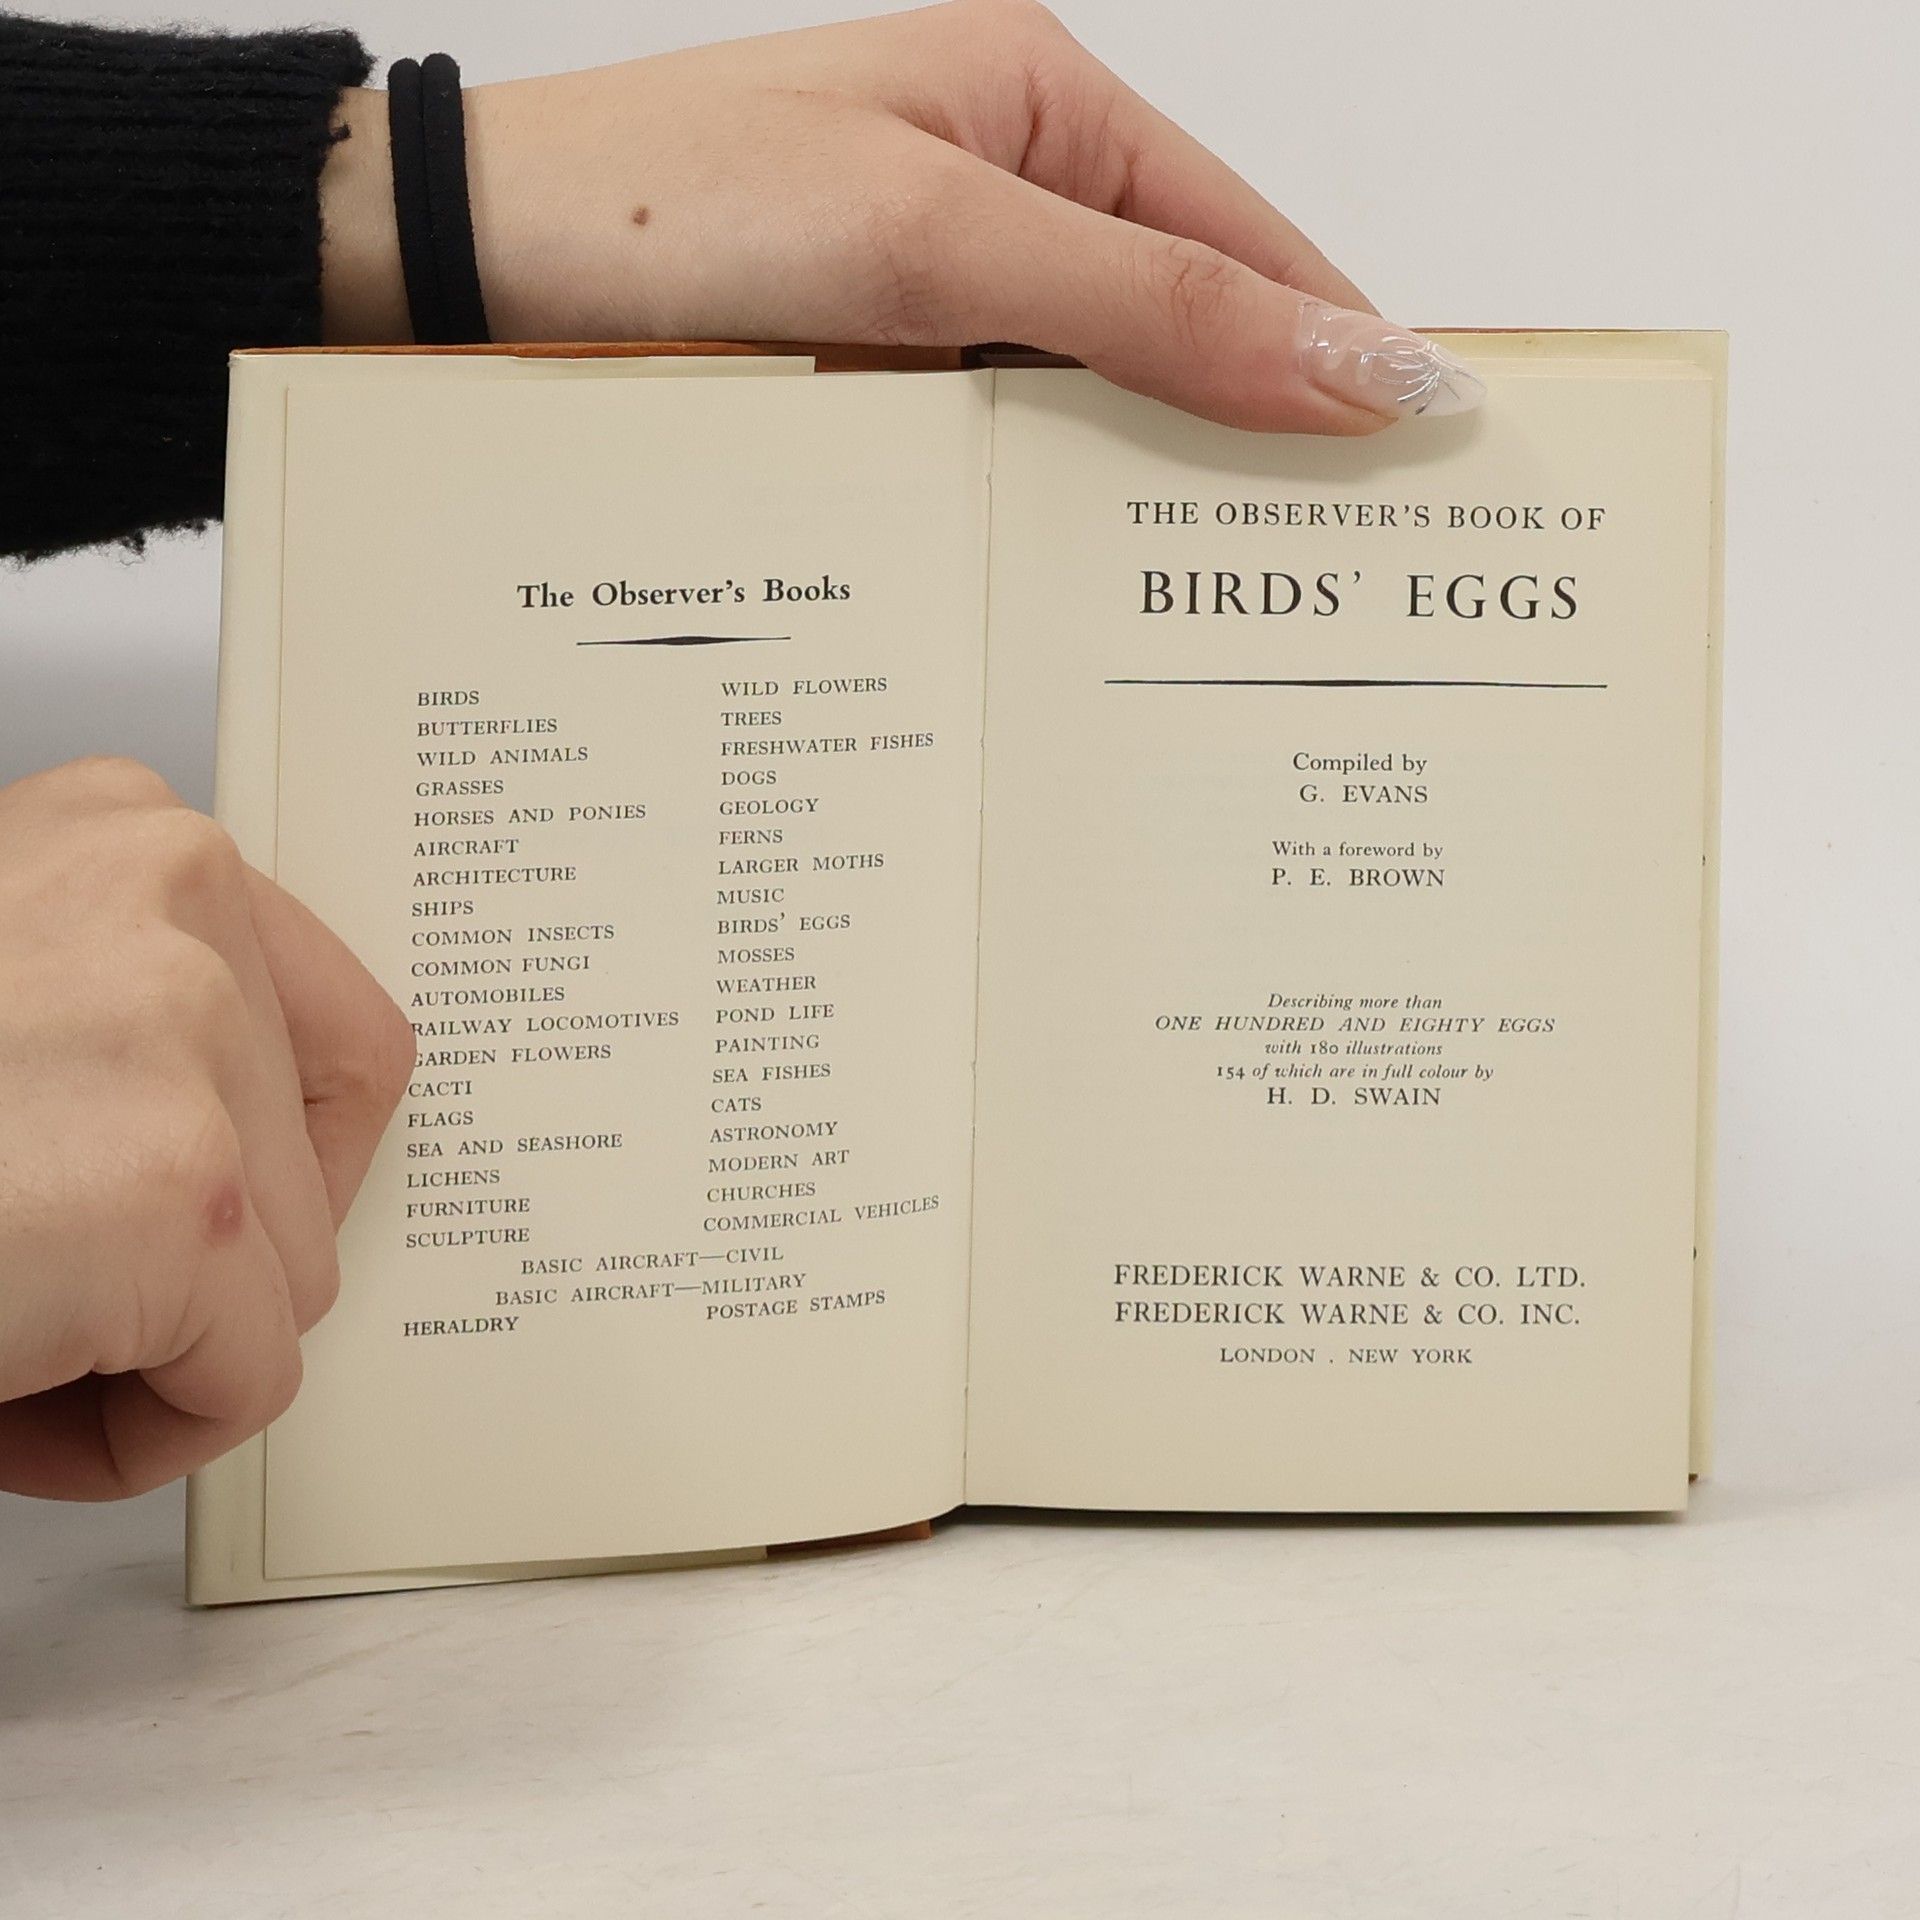 The Observer's Books
BIRDS
BUTTERFLIES
WILD ANIMALS
GRASSES
HORSES AND PONIES
AIRCRAFT
ARCHITECTURE
SHIPS
COMMON INSECTS
COMMON FUNGI
AUTOMOBILES
RAILWAY LOCOMOTIVES
GARDEN FLOWERS
CACTI
FLAGS
SEA AND SEASHORE
LICHENS
FURNITURE
SCULPTURE
WILD FLOWERS
TREES
FRESHWATER FISHES
DOGS
GEOLOGY
FERNS
LARGER MOTHS
MUSIC
BIRDS' EGGS
MOSSES
WEATHER
POND LIFE
PAINTING
SEA FISHES
CATS
ASTRONOMY
MODERN ART
CHURCHES
COMMERCIAL VEHICLES
BASIC AIRCRAFT—CIVIL
BASIC AIRCRAFT—MILITARY
HERALDRY POSTAGE STAMPS
THE OBSERVER'S BOOK OF
BIRDS' EGGS
Compiled by
G. EVANS
With a foreword by
P. E. BROWN
Describing more than
ONE HUNDRED AND EIGHTY EGGS
with 180 illustrations
154 of which are in full colour by
H. D. SWAIN
FREDERICK WARNE & CO. LTD.
FREDERICK WARNE & CO. INC.
LONDON . NEW YORK